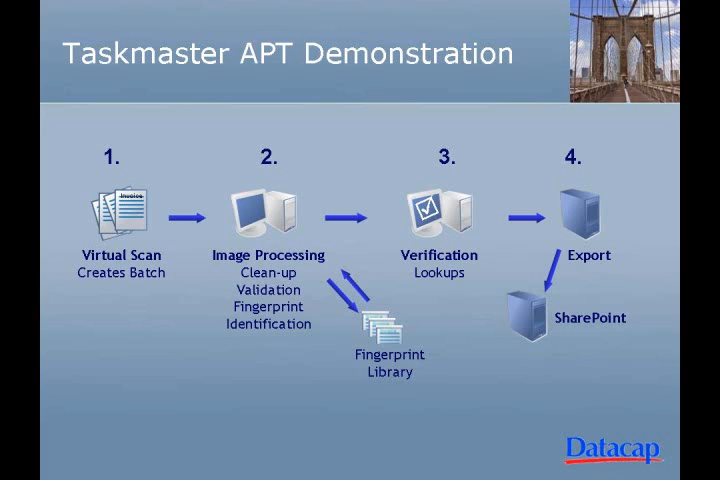 Taskmaster APT Demonstration
1.
2.
3.
4.
Invoice
Virtual Scan
Creates Batch
Image Processing
Clean-up
Validation
Fingerprint
Identification
Verification
Lookups
Export
SharePoint
Fingerprint
Library
Datacap